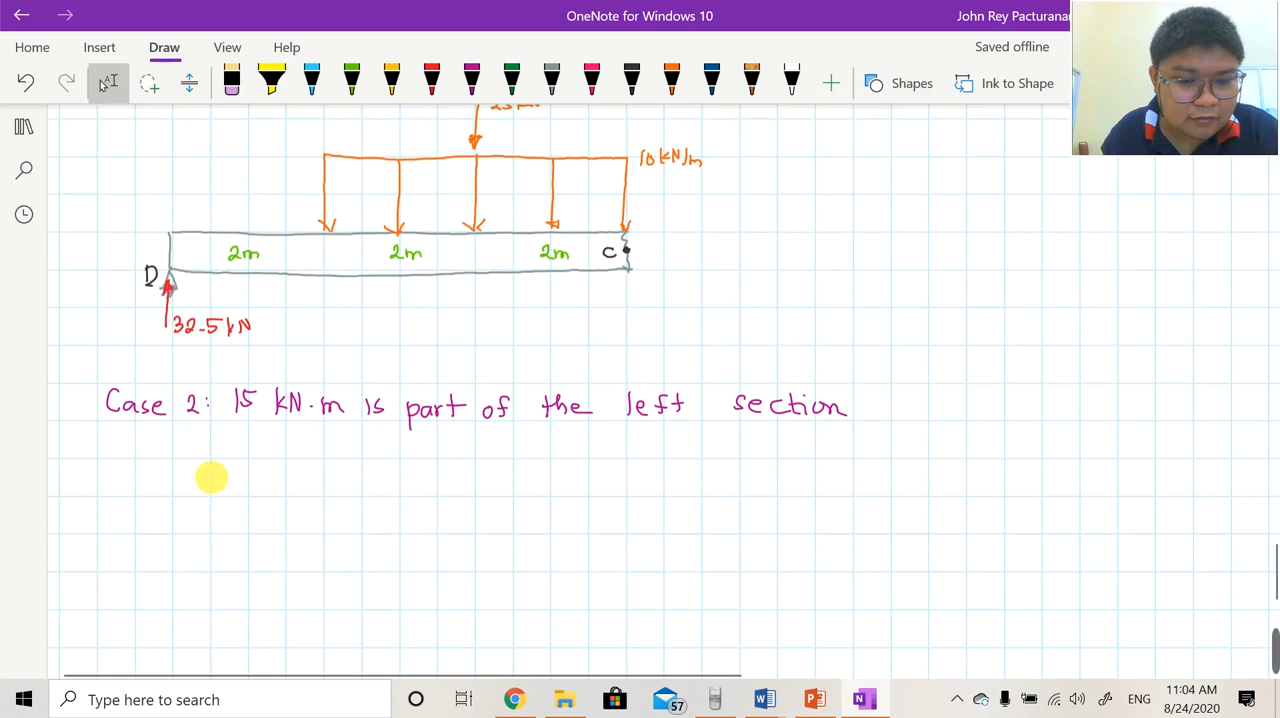 OneNote for Windows 10
John Rey Pacturanan
Home Insert Draw View Help
Saved offline
Shapes
Ink to Shape
10 kN/m
2m 2m 2m C
D
32.5 kN
Case 2: 15 kN.m is part of the left section
Type here to search
57
ENG
11:04 AM
8/24/2020